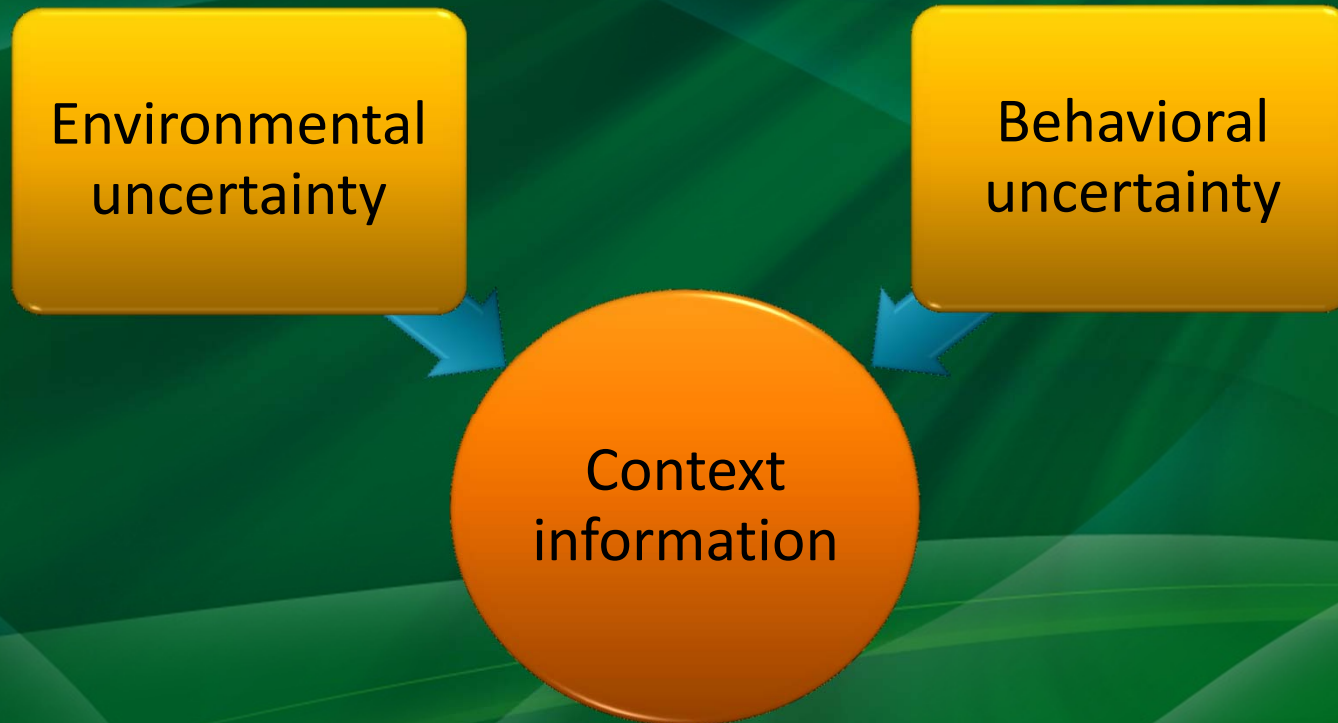 Environmental
uncertainty
Behavioral
uncertainty
Context
information